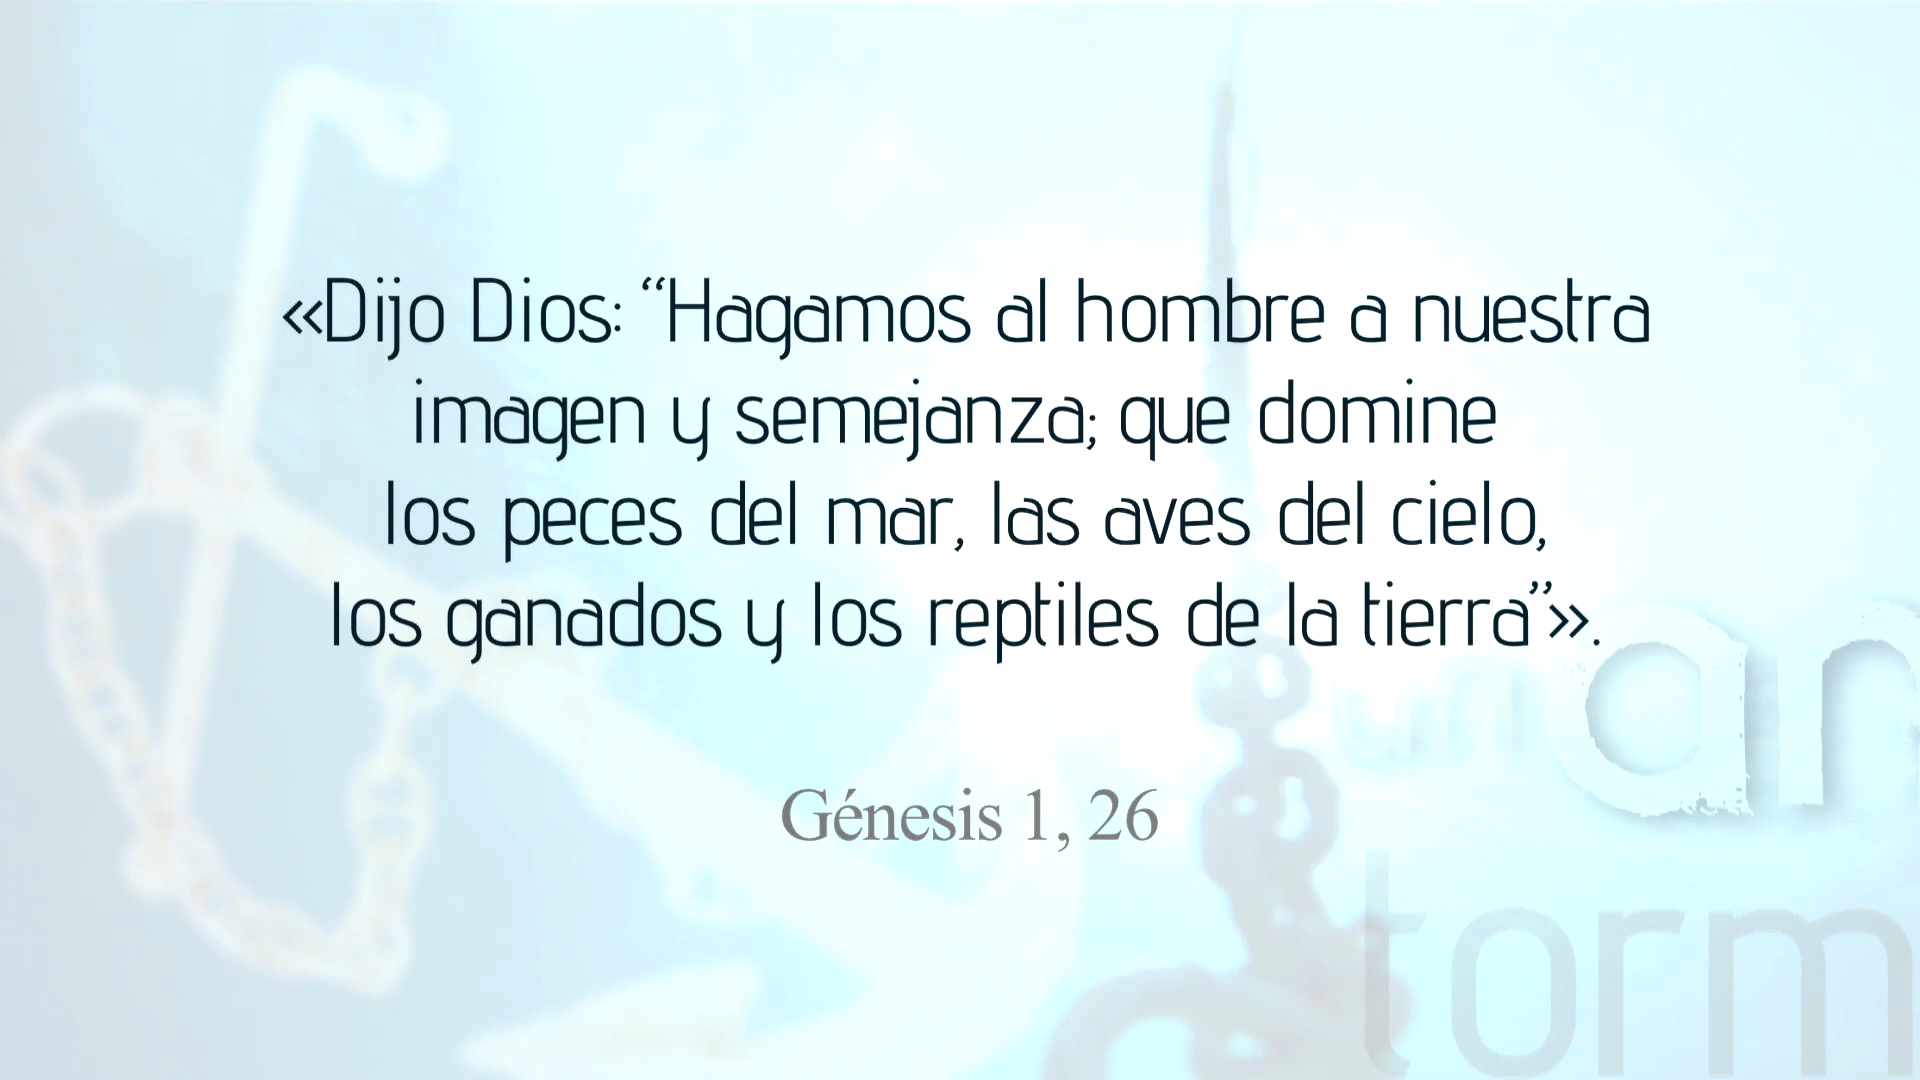 «Dijo Dios: “Hagamos al hombre a nuestra
imagen y semejanza; que domine
los peces del mar, las aves del cielo,
los ganados y los reptiles de la tierra”».
Génesis 1, 26
un